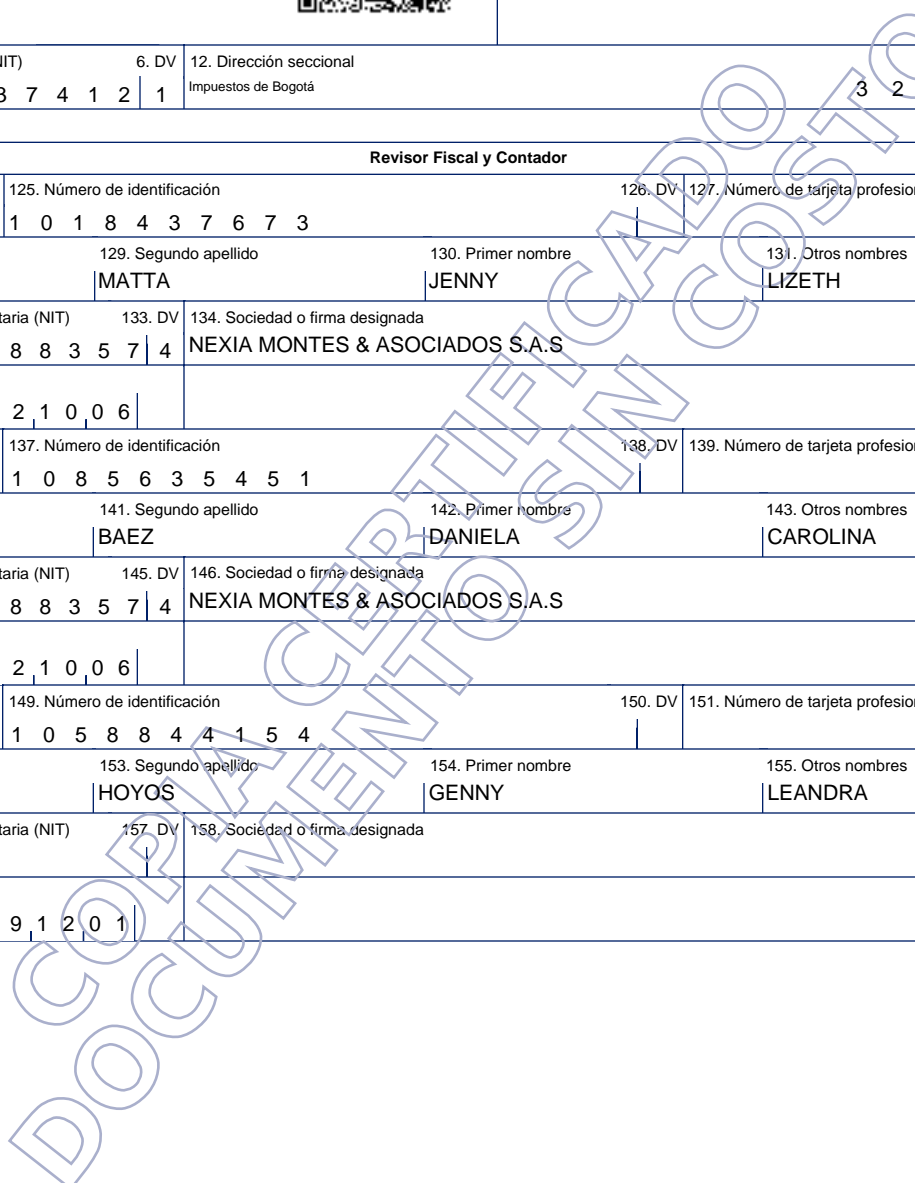 NIT) 6. DV 12. Dirección seccional
3 7 4 1 2 1 Impuestos de Bogotá 3 2
Revisor Fiscal y Contador
125. Número de identificación 126. DV 127. Número de tarjeta profesion
1 0 1 8 4 3 7 6 7 3
129. Segundo apellido 130. Primer nombre 131. Otros nombres
MATTA JENNY LIZETH
taria (NIT) 133. DV 134. Sociedad o firma designada
8 8 3 5 7 4 NEXIA MONTES & ASOCIADOS S.A.S
2 1 0 0 6
137. Número de identificación 138. DV 139. Número de tarjeta profesion
1 0 8 5 6 3 5 4 5 1
141. Segundo apellido 142. Primer nombre 143. Otros nombres
BAEZ DANIELA CAROLINA
taria (NIT) 145. DV 146. Sociedad o firma designada
8 8 3 5 7 4 NEXIA MONTES & ASOCIADOS S.A.S
2 1 0 0 6
149. Número de identificación 150. DV 151. Número de tarjeta profesion
1 0 5 8 8 4 4 1 5 4
153. Segundo apellido 154. Primer nombre 155. Otros nombres
HOYOS GENNY LEANDRA
taria (NIT) 157. DV 158. Sociedad o firma designada
9 1 2 0 1
COPIA CERTIFICADO
DOCUMENTO SIN COSTO